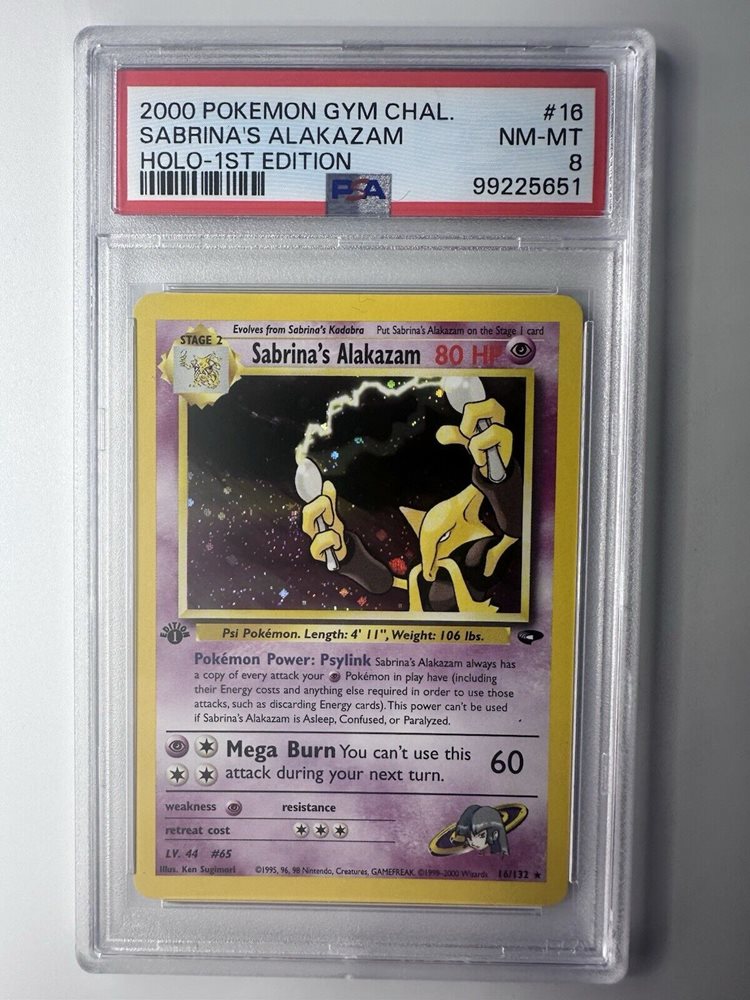 2000 POKEMON GYM CHAL. #16
SABRINA'S ALAKAZAM NM-MT
HOLO-1ST EDITION 8
PSA 99225651
Evolves from Sabrina's Kadabra Put Sabrina's Alakazam on the Stage 1 card
STAGE 2
Sabrina's Alakazam 80 HP
EDITION
1
Psi Pokémon. Length: 4' 11", Weight: 106 lbs.
Pokémon Power: Psylink Sabrina's Alakazam always has
a copy of every attack your Pokémon in play have (including
their Energy costs and anything else required in order to use those
attacks, such as discarding Energy cards). This power can't be used
if Sabrina's Alakazam is Asleep, Confused, or Paralyzed.
Mega Burn You can't use this 60
attack during your next turn.
weakness resistance
retreat cost
LV. 44 #65
Illus. Ken Sugimori ©1995, 96, 98 Nintendo, Creatures, GAMEFREAK. ©1999-2000 Wizards 16/132 ★